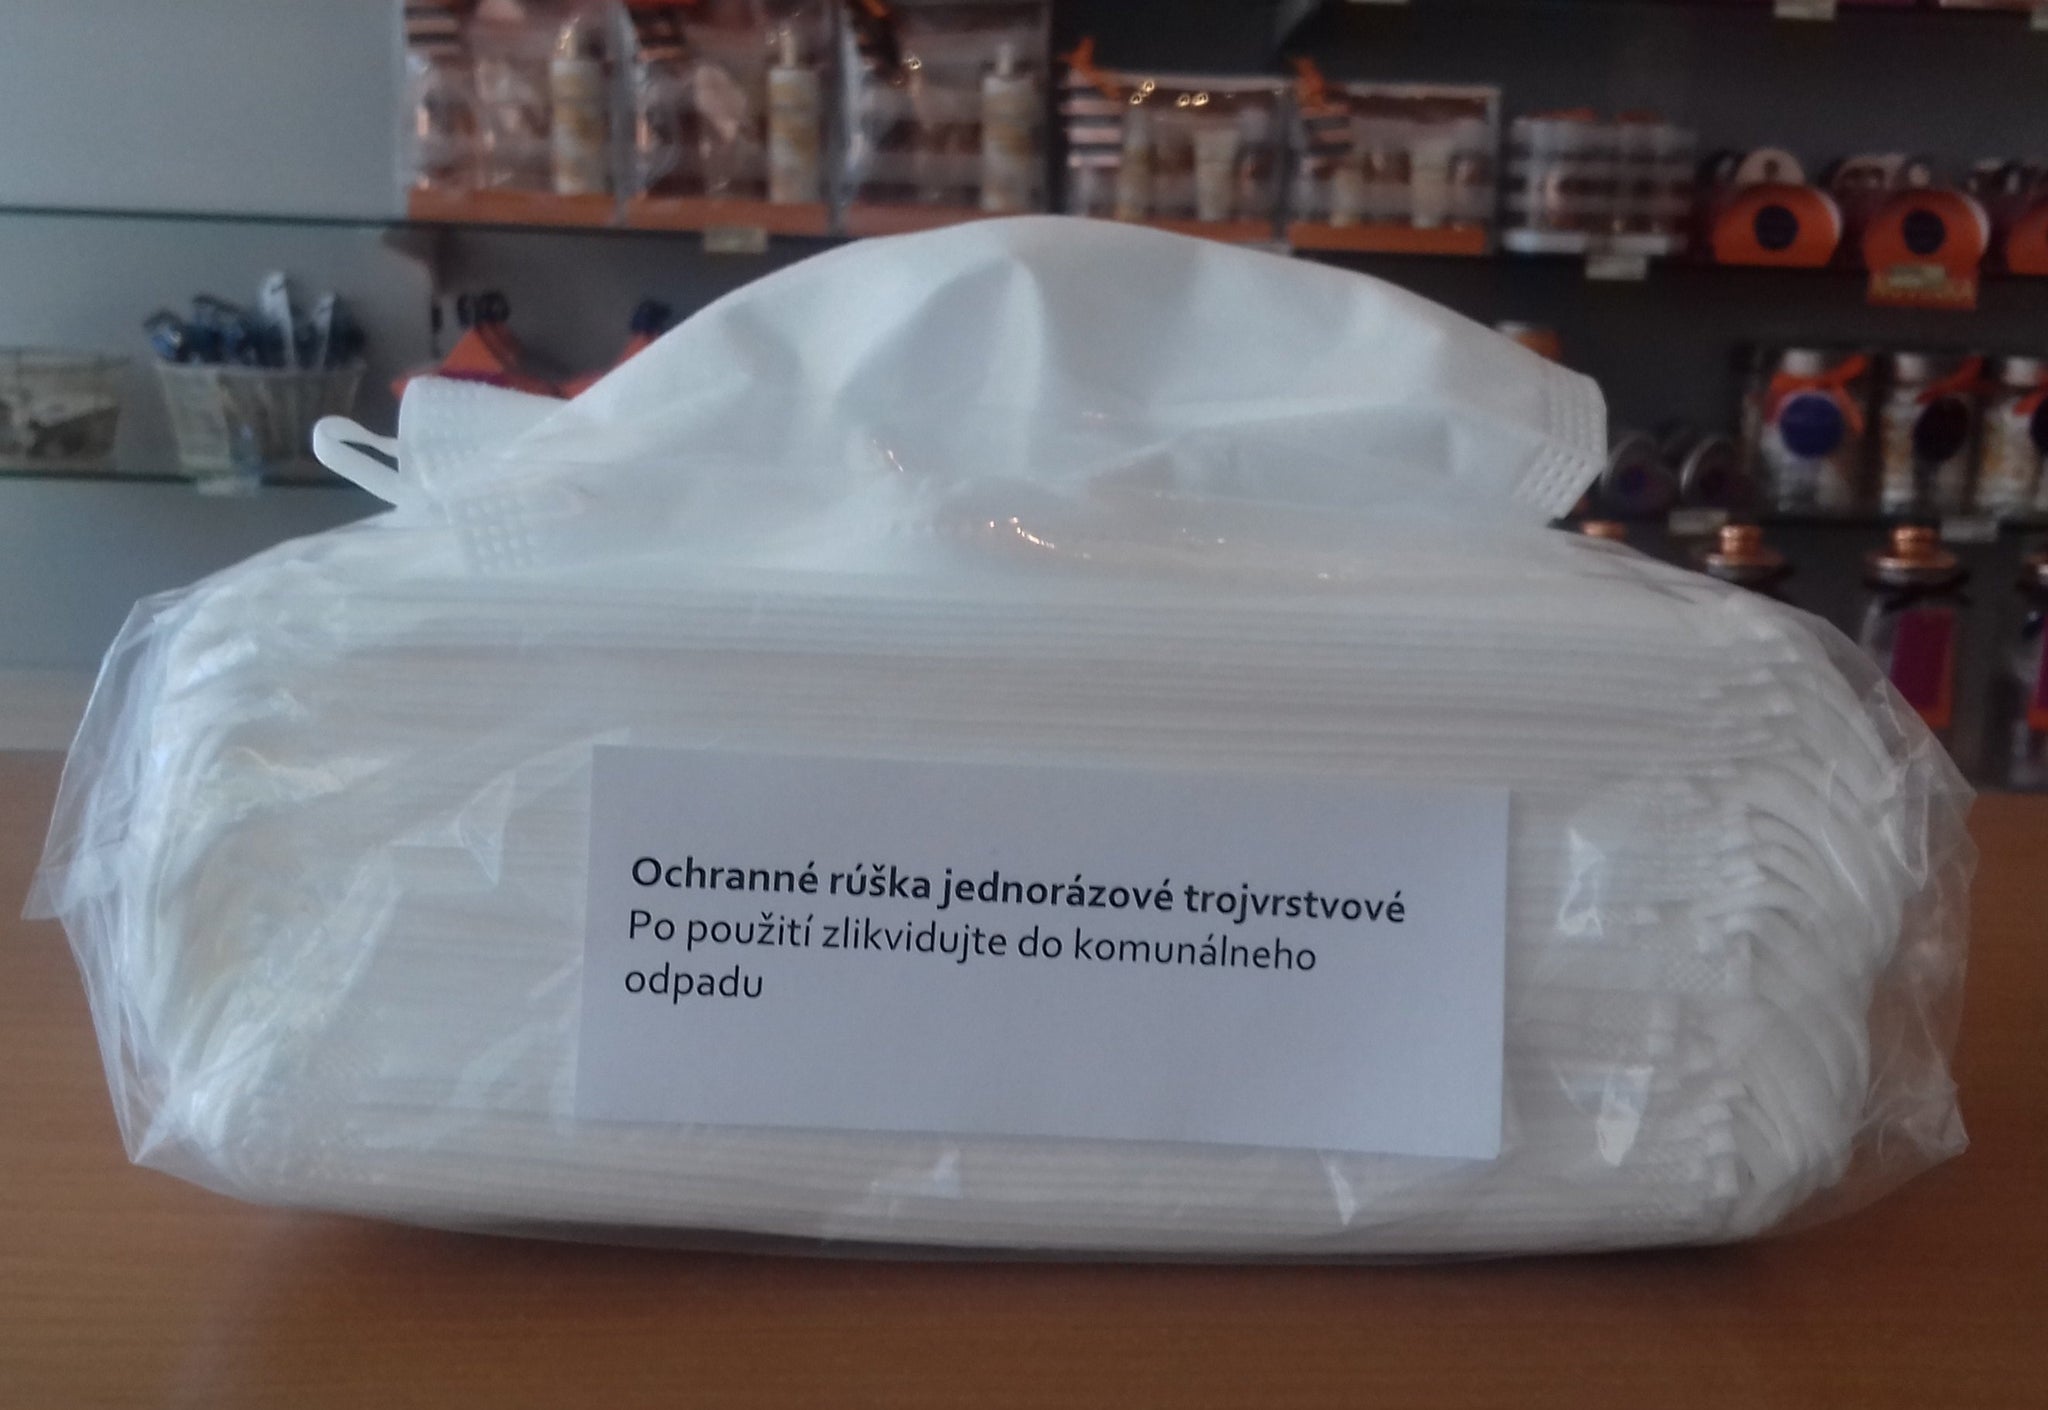 Ochranné rúška jednorázové trojvrstvové
Po použití zlikvidujte do komunálneho
odpadu